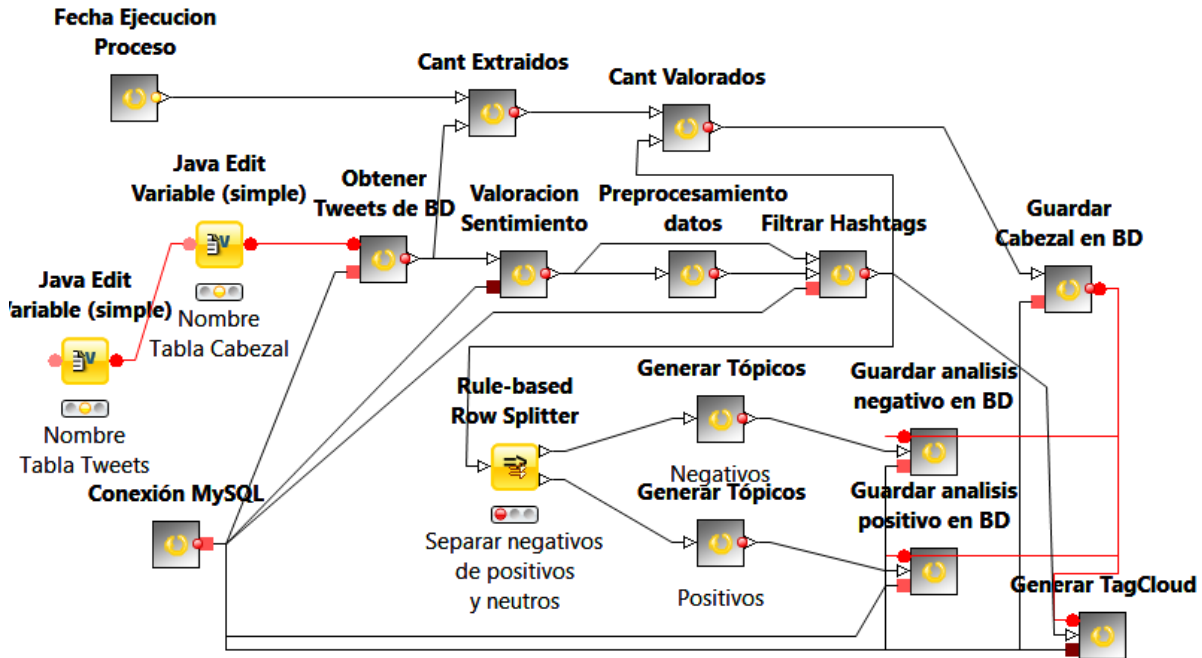 Fecha Ejecucion
Proceso
Cant Extraidos
Cant Valorados
Java Edit
Variable (simple)
Obtener
Tweets de BD
Valoracion
Sentimiento
Preprocesamiento
datos
Filtrar Hashtags
Guardar
Cabezal en BD
Java Edit
ariable (simple)
Nombre
Tabla Cabezal
Nombre
Tabla Tweets
Rule-based
Row Splitter
Generar Tópicos
Guardar analisis
negativo en BD
Negativos
Conexión MySQL
Generar Tópicos
Guardar analisis
positivo en BD
Separar negativos
de positivos
y neutros
Positivos
Generar TagCloud